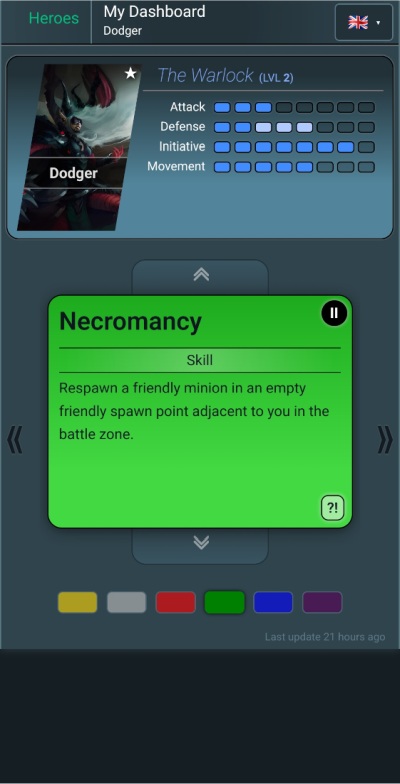 Heroes
My Dashboard
Dodger
The Warlock (LVL 2)
Dodger
Attack
Defense
Initiative
Movement
Necromancy
II
Skill
Respawn a friendly minion in an empty
friendly spawn point adjacent to you in the
battle zone.
?!
Last update 21 hours ago